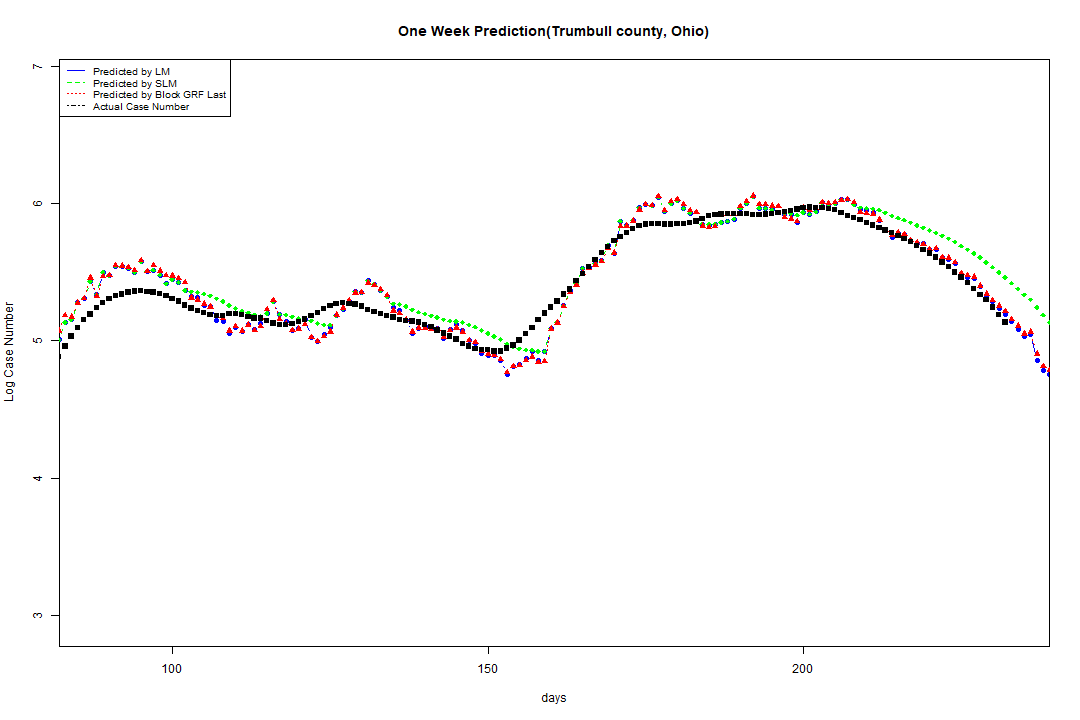 One Week Prediction(Trumbull county, Ohio)
7
Predicted by LM
Predicted by SLM
Predicted by Block GRF Last
Actual Case Number
6
5
4
3
Log Case Number
100 150 200
days